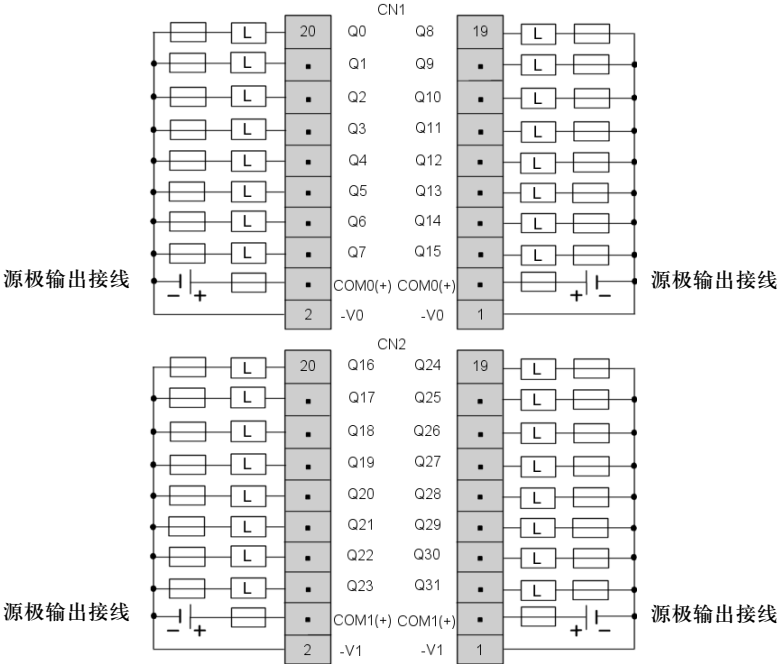 CN1
L 20 Q0 Q8 19 L
L Q1 Q9 L
L Q2 Q10 L
L Q3 Q11 L
L Q4 Q12 L
L Q5 Q13 L
L Q6 Q14 L
L Q7 Q15 L
源极输出接线 - + COM0(+) COM0(+) + - 源极输出接线
2 -V0 -V0 1
CN2
L 20 Q16 Q24 19 L
L Q17 Q25 L
L Q18 Q26 L
L Q19 Q27 L
L Q20 Q28 L
L Q21 Q29 L
L Q22 Q30 L
L Q23 Q31 L
源极输出接线 - + COM1(+) COM1(+) + - 源极输出接线
2 -V1 -V1 1